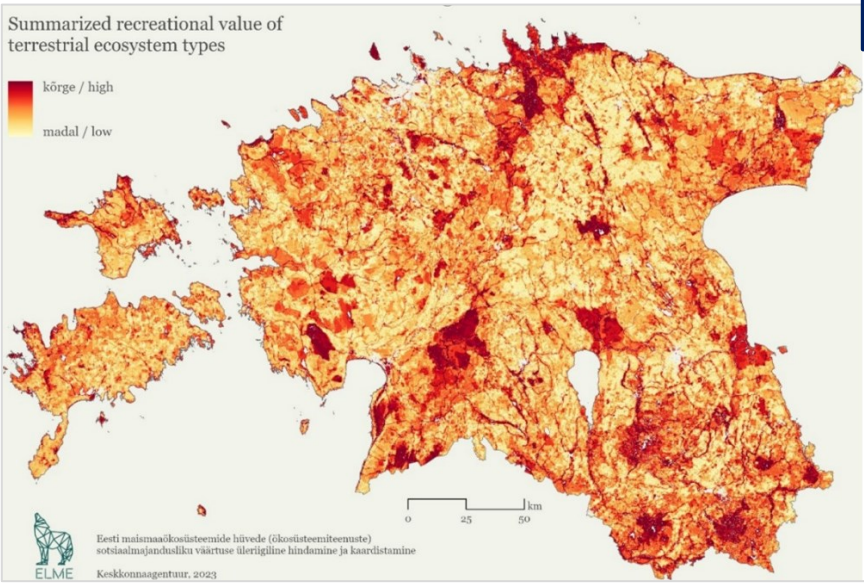 Summarized recreational value of
terrestrial ecosystem types
kõrge / high
madal / low
km
0 25 50
ELME
Eesti maismaaökosüsteemide hüvede (ökosüsteemiteenuste)
sotsiaalmajandusliku väärtuse üleriigiline hindamine ja kaardistamine
Keskkonnaagentuur, 2023